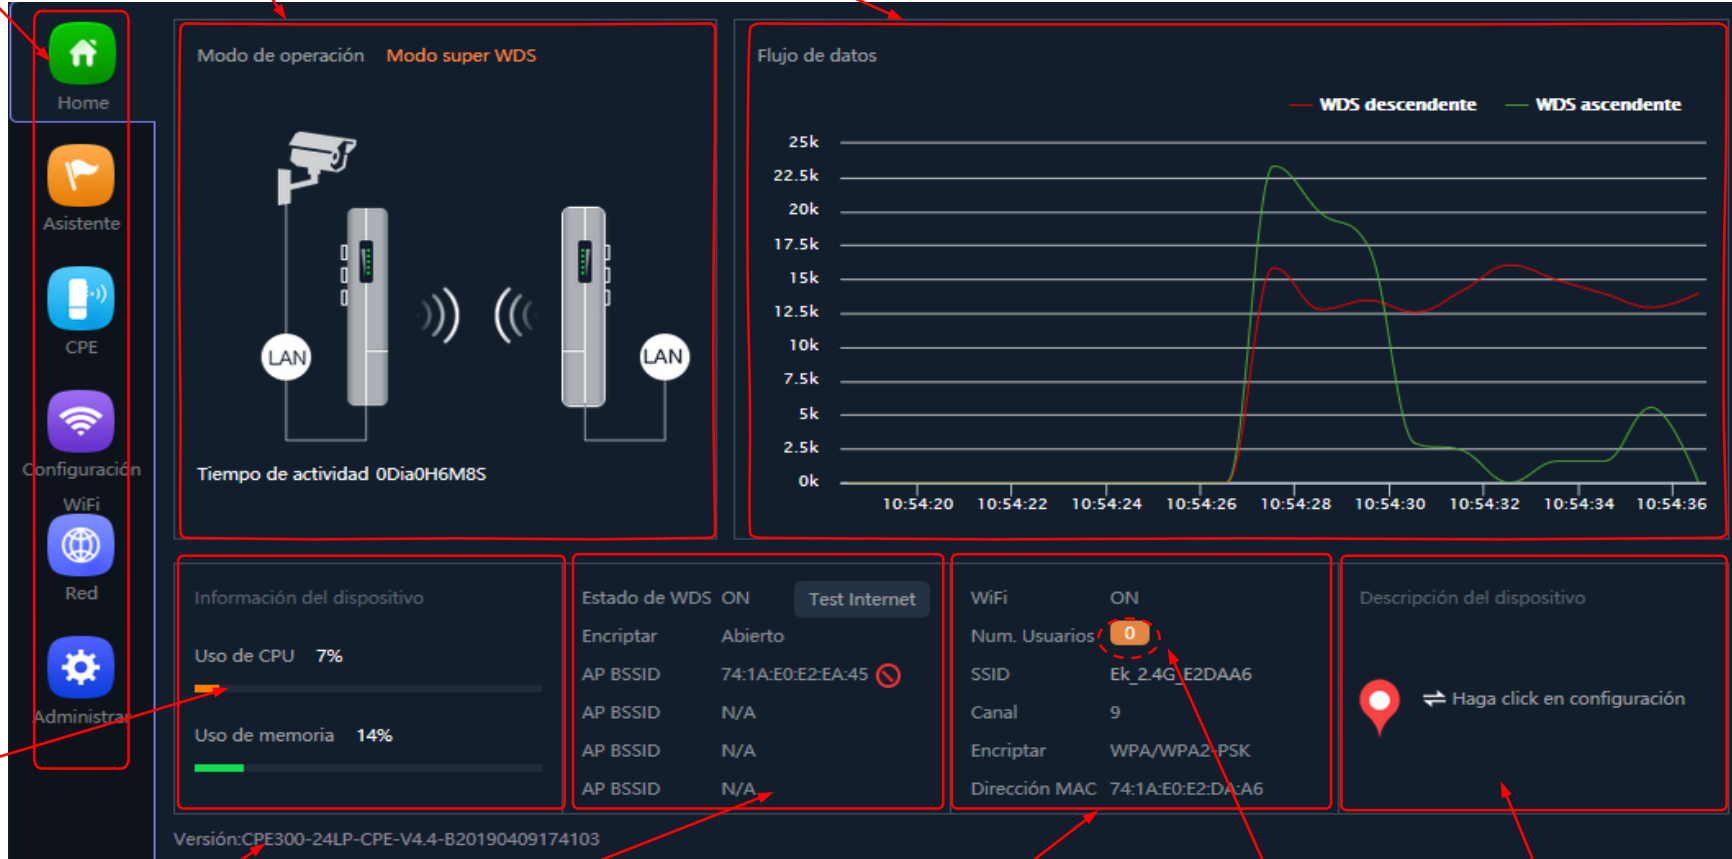 Home
Asistente
CPE
Configuración
WiFi
Red
Administrar
Modo de operación Modo super WDS
LAN
LAN
Tiempo de actividad 0Dia0H6M8S
Flujo de datos
WDS descendente WDS ascendente
25k
22.5k
20k
17.5k
15k
12.5k
10k
7.5k
5k
2.5k
0k
10:54:20 10:54:22 10:54:24 10:54:26 10:54:28 10:54:30 10:54:32 10:54:34 10:54:36
Información del dispositivo
Uso de CPU 7%
Uso de memoria 14%
Estado de WDS ON Test Internet
Encriptar Abierto
AP BSSID 74:1A:E0:E2:EA:45
AP BSSID N/A
AP BSSID N/A
AP BSSID N/A
WiFi ON
Num. Usuarios 0
SSID Ek_2.4G_E2DAA6
Canal 9
Encriptar WPA/WPA2-PSK
Dirección MAC 74:1A:E0:E2:DA:A6
Descripción del dispositivo
Haga click en configuración
Versión:CPE300-24LP-CPE-V4.4-B20190409174103